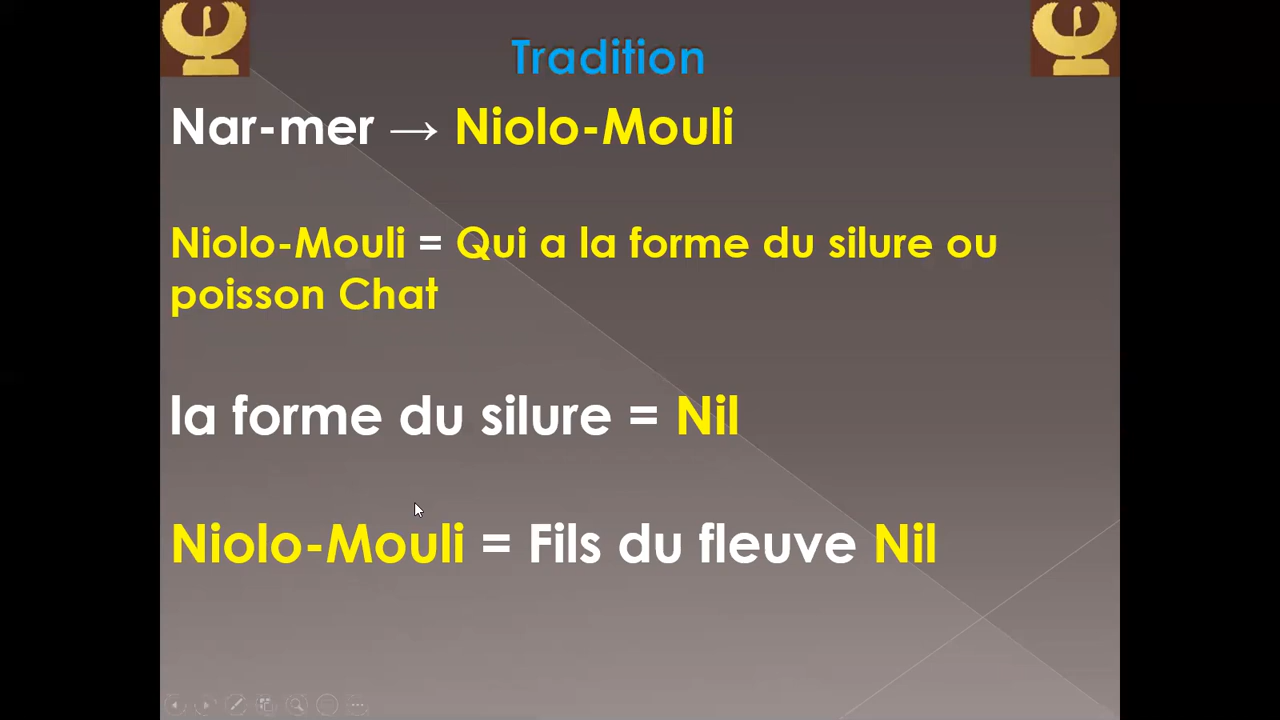 Tradition
Nar-mer → Niolo-Mouli
Niolo-Mouli = Qui a la forme du silure ou
poisson Chat
la forme du silure = Nil
Niolo-Mouli = Fils du fleuve Nil